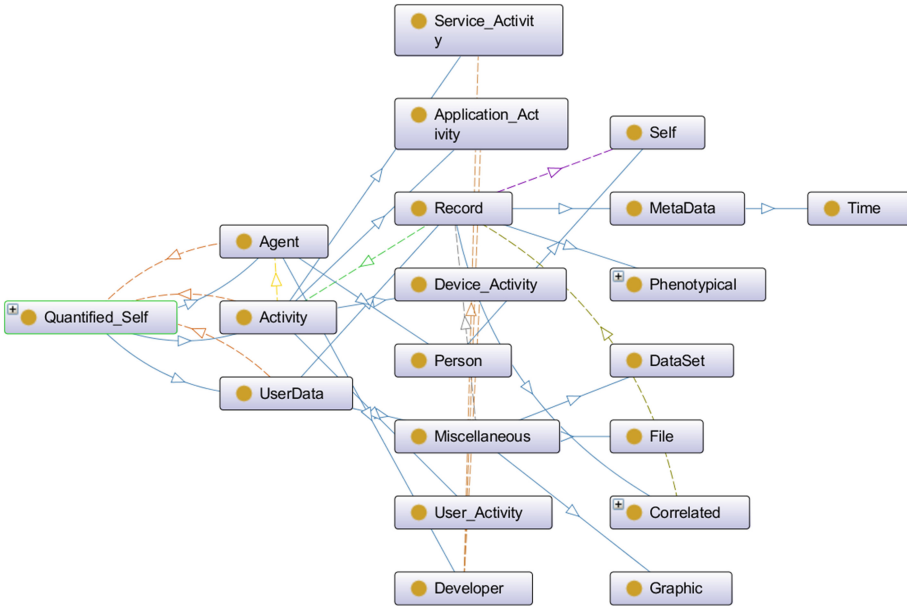 Service_Activit
y
Application_Act
ivity
Self
Record
MetaData
Time
Agent
Device_Activity
Phenotypical
Quantified_Self
Activity
Person
DataSet
UserData
Miscellaneous
File
User_Activity
Correlated
Developer
Graphic